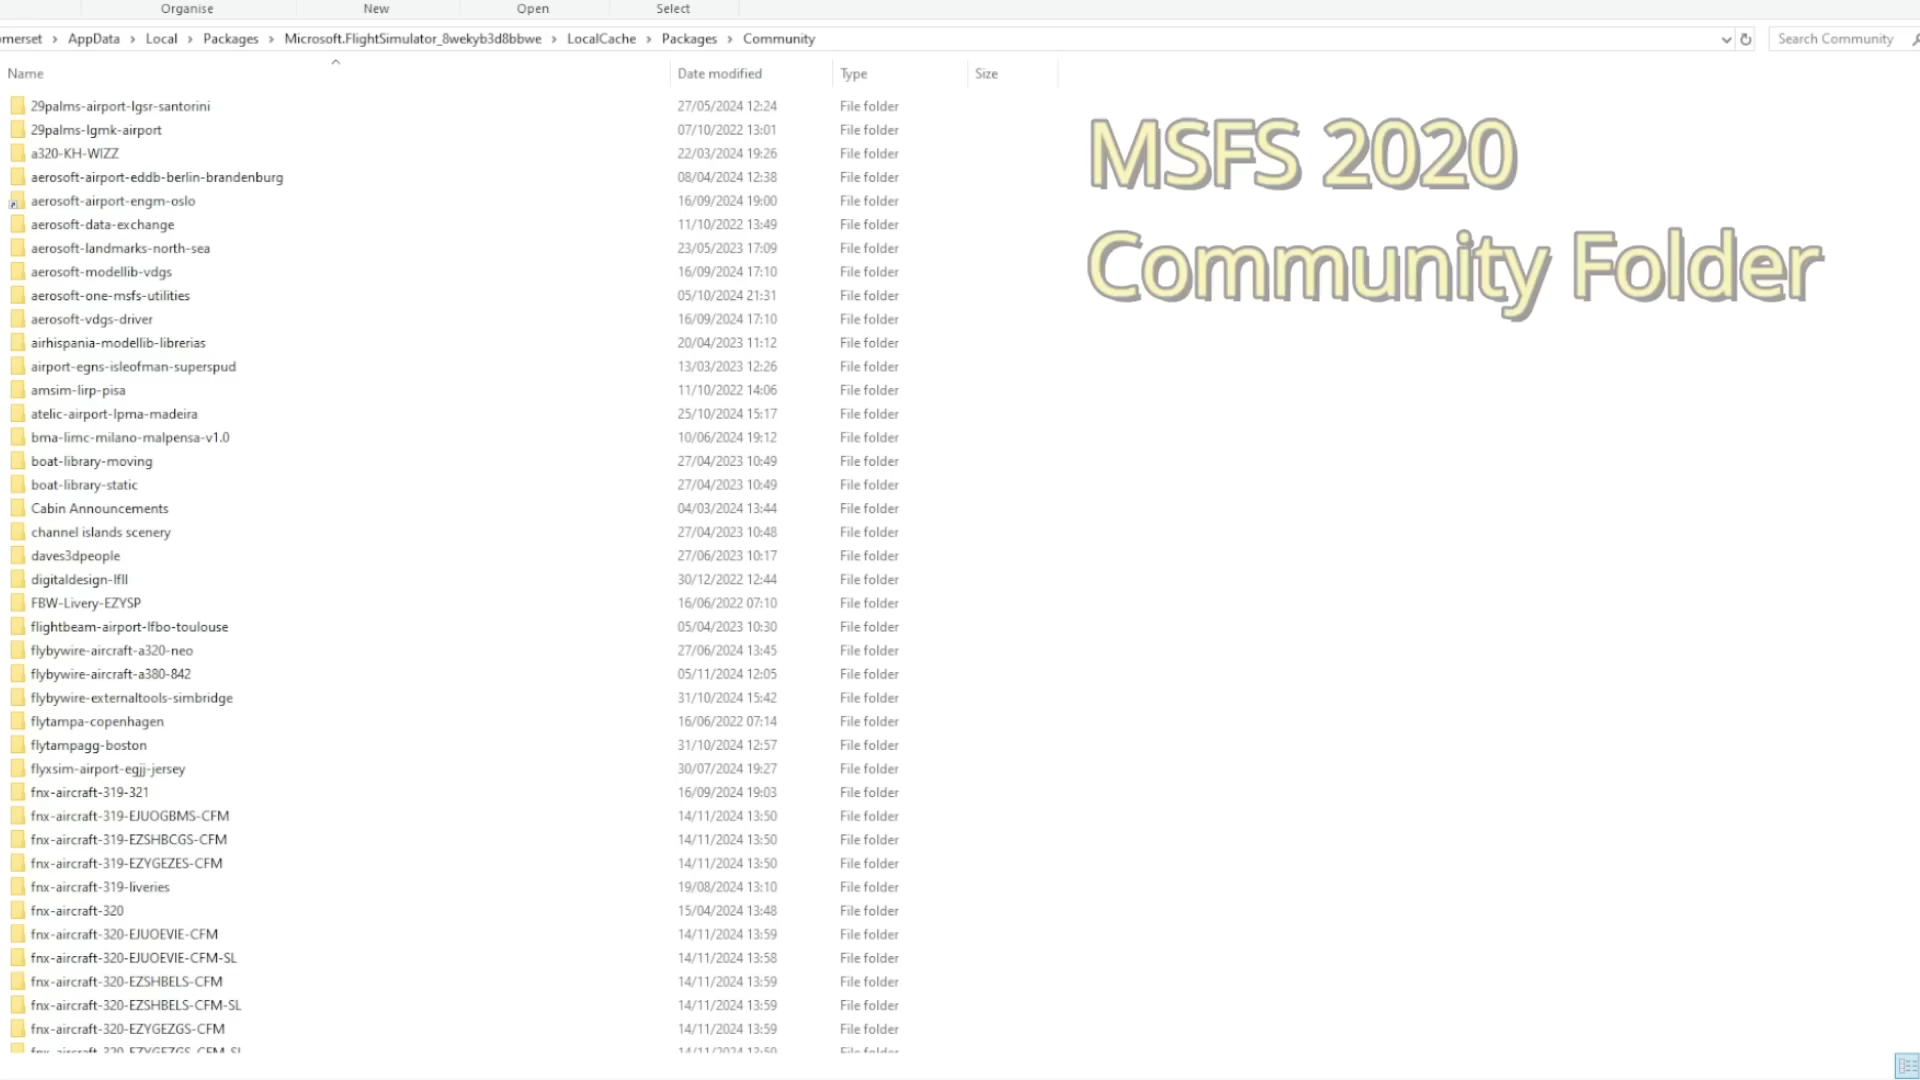 Organise New Open Select
AppData > Local > Packages > Microsoft.FlightSimulator_8wekyb3d8bbwe > LocalCache > Packages > Community
Search Community
Name Date modified Type Size
29palms-airport-lgsr-santorini 27/05/2024 12:24 File folder
29palms-lgmk-airport 07/10/2022 13:01 File folder
a320-KH-WIZZ 22/03/2024 19:26 File folder
aerosoft-airport-eddb-berlin-brandenburg 08/04/2024 12:38 File folder
aerosoft-airport-engm-oslo 16/09/2024 19:00 File folder
aerosoft-data-exchange 11/10/2022 13:49 File folder
aerosoft-landmarks-north-sea 23/05/2023 17:09 File folder
aerosoft-modellib-vdgs 16/09/2024 17:10 File folder
aerosoft-one-msfs-utilities 05/10/2024 21:31 File folder
aerosoft-vdgs-driver 16/09/2024 17:10 File folder
airhispania-modellib-librerias 20/04/2023 11:12 File folder
airport-egns-isleofman-superspud 13/03/2023 12:26 File folder
amsim-lirp-pisa 11/10/2022 14:06 File folder
atelic-airport-lpma-madeira 25/10/2024 15:17 File folder
bma-limc-milano-malpensa-v1.0 10/06/2024 19:12 File folder
boat-library-moving 27/04/2023 10:49 File folder
boat-library-static 27/04/2023 10:49 File folder
Cabin Announcements 04/03/2024 13:44 File folder
channel islands scenery 27/04/2023 10:48 File folder
daves3dpeople 27/06/2023 10:17 File folder
digitaldesign-lfll 30/12/2022 12:44 File folder
FBW-Livery-EZYSP 16/06/2022 07:10 File folder
flightbeam-airport-lfbo-toulouse 05/04/2023 10:30 File folder
flybywire-aircraft-a320-neo 27/06/2024 13:45 File folder
flybywire-aircraft-a380-842 05/11/2024 12:05 File folder
flybywire-externaltools-simbridge 31/10/2024 15:42 File folder
flytampa-copenhagen 16/06/2022 07:14 File folder
flytampagg-boston 31/10/2024 12:57 File folder
flyxsim-airport-egjj-jersey 30/07/2024 19:27 File folder
fnx-aircraft-319-321 16/09/2024 19:03 File folder
fnx-aircraft-319-EJUOGBMS-CFM 14/11/2024 13:50 File folder
fnx-aircraft-319-EZSHBCGS-CFM 14/11/2024 13:50 File folder
fnx-aircraft-319-EZYGEZES-CFM 14/11/2024 13:50 File folder
fnx-aircraft-319-liveries 19/08/2024 13:10 File folder
fnx-aircraft-320 15/04/2024 13:48 File folder
fnx-aircraft-320-EJUOEVIE-CFM 14/11/2024 13:59 File folder
fnx-aircraft-320-EJUOEVIE-CFM-SL 14/11/2024 13:58 File folder
fnx-aircraft-320-EZSHBELS-CFM 14/11/2024 13:59 File folder
fnx-aircraft-320-EZSHBELS-CFM-SL 14/11/2024 13:59 File folder
fnx-aircraft-320-EZYGEZGS-CFM 14/11/2024 13:59 File folder
fnx-aircraft-320-EZYGEZGS-CFM-SL 14/11/2024 13:59 File folder
MSFS 2020
Community Folder